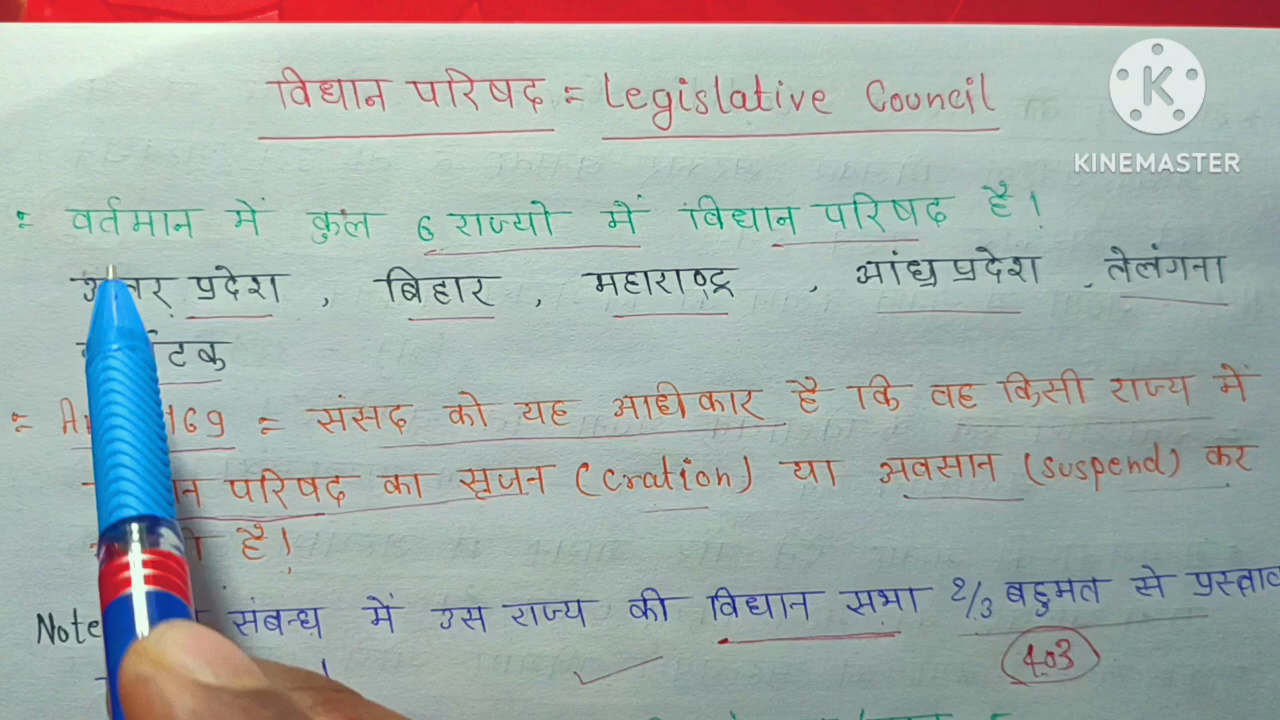 विधान परिषद = Legislative Council
K
KINEMASTER
: वर्तमान में कुल 6 राज्यो में विधान परिषद है!
प्रदेश , बिहार , महाराष्ट्र , आंध्रप्रदेश , तेलंगना
टक
: 169 = संसद को यह आधीकार है कि वह किसी राज्य में
परिषद का सृजन (cration) या अवसान (suspend) कर
है!
Note संबन्ध में उस राज्य की विधान सभा 2/3 बहुमत से प्रस्ताव
403